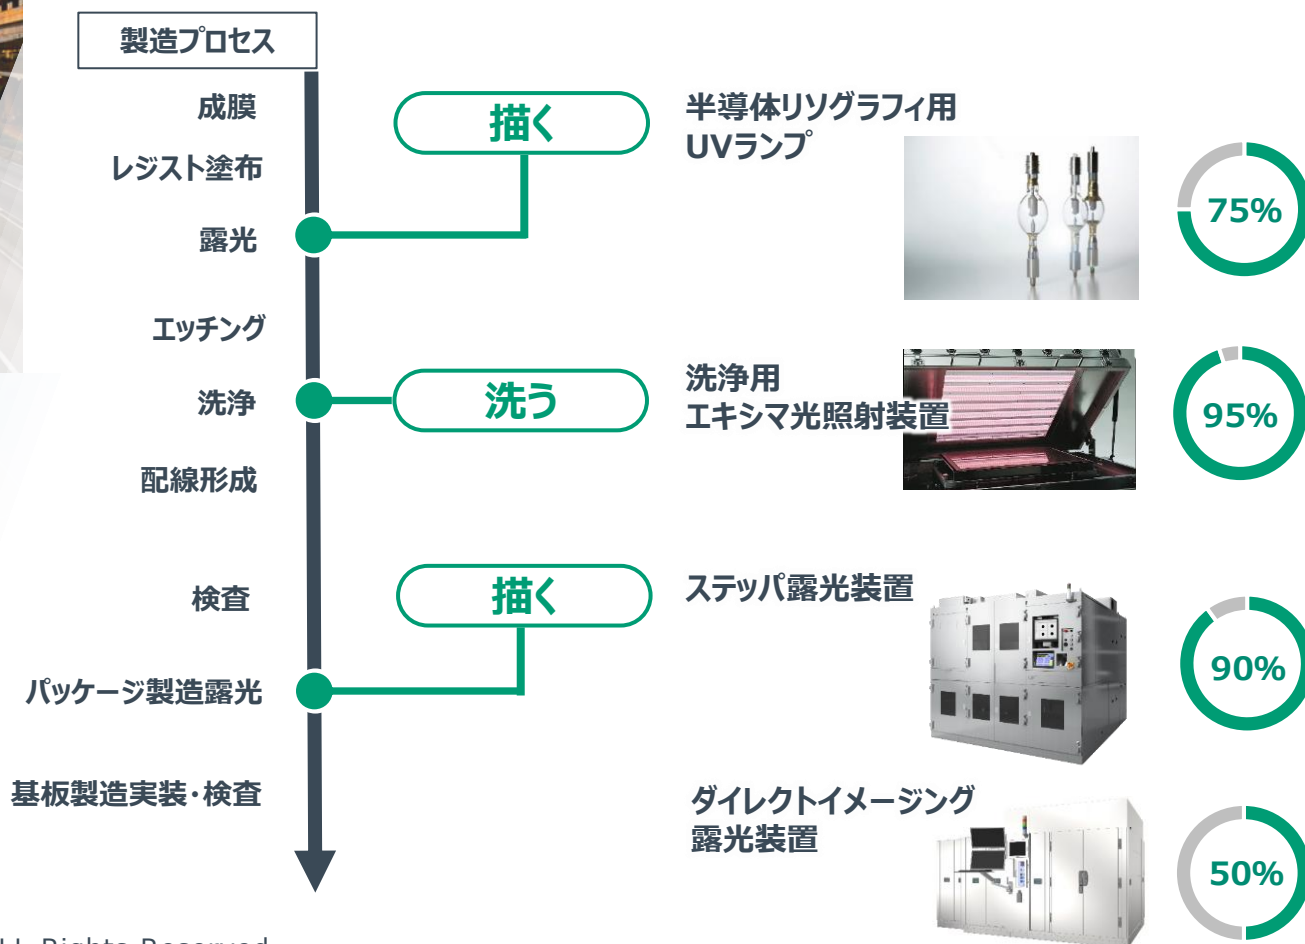 製造プロセス
成膜
レジスト塗布
露光
エッチング
洗浄
配線形成
検査
パッケージ製造露光
基板製造実装・検査
描く
半導体リソグラフィ用
UVランプ
75%
洗う
洗浄用
エキシマ光照射装置
95%
描く
ステッパ露光装置
90%
ダイレクトイメージング
露光装置
50%
Rights Reserved